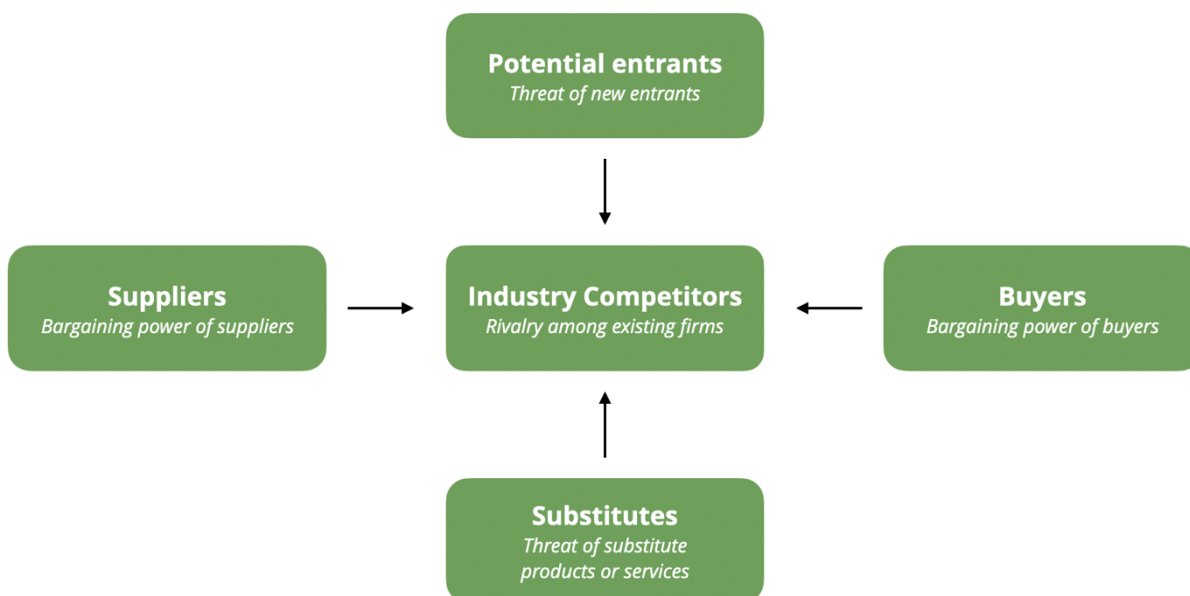 Potential entrants
Threat of new entrants
Suppliers
Bargaining power of suppliers
Industry Competitors
Rivalry among existing firms
Buyers
Bargaining power of buyers
Substitutes
Threat of substitute
products or services